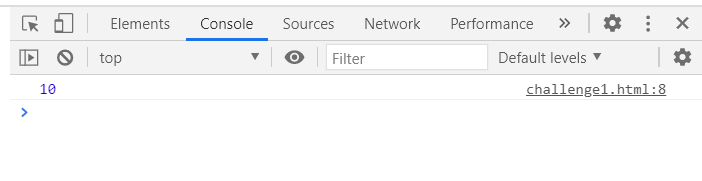 Elements Console Sources Network Performance »
top Filter Default levels
10 challenge1.html:8
>